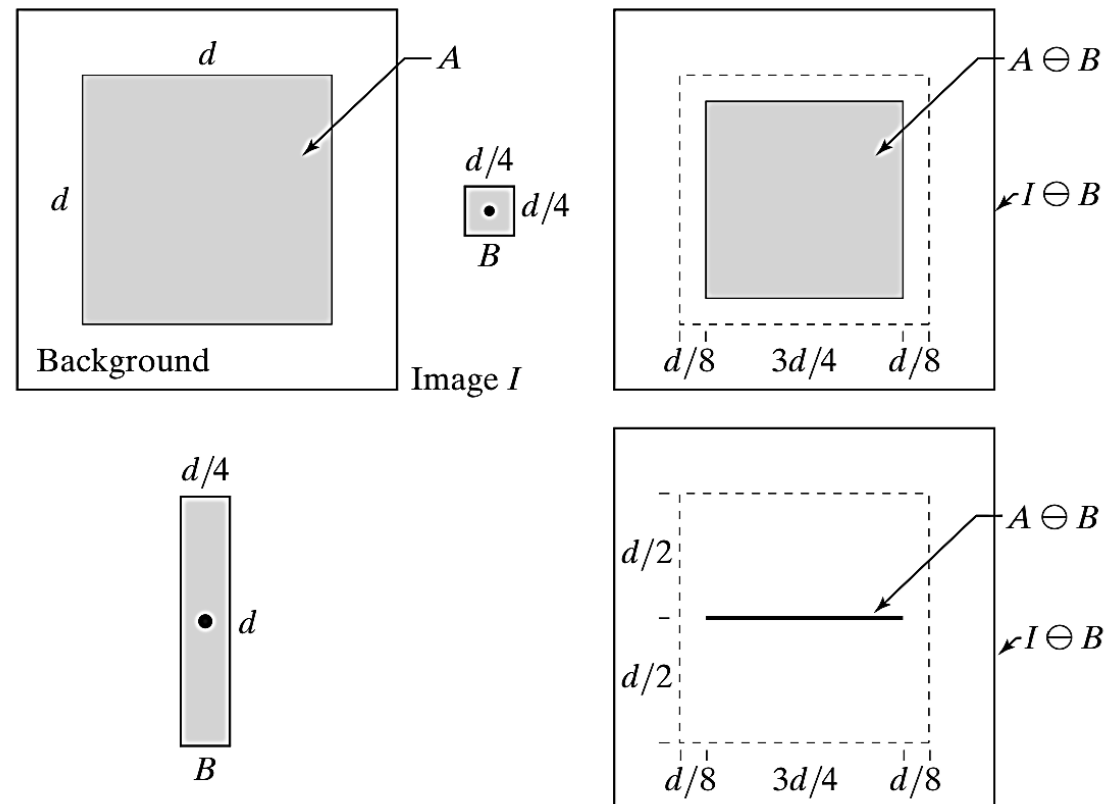 d
A
d
d/4
d/4
B
Background
Image I
A ⊖ B
I ⊖ B
d/8 3d/4 d/8
d/4
d
B
A ⊖ B
d/2
I ⊖ B
d/2
d/8 3d/4 d/8